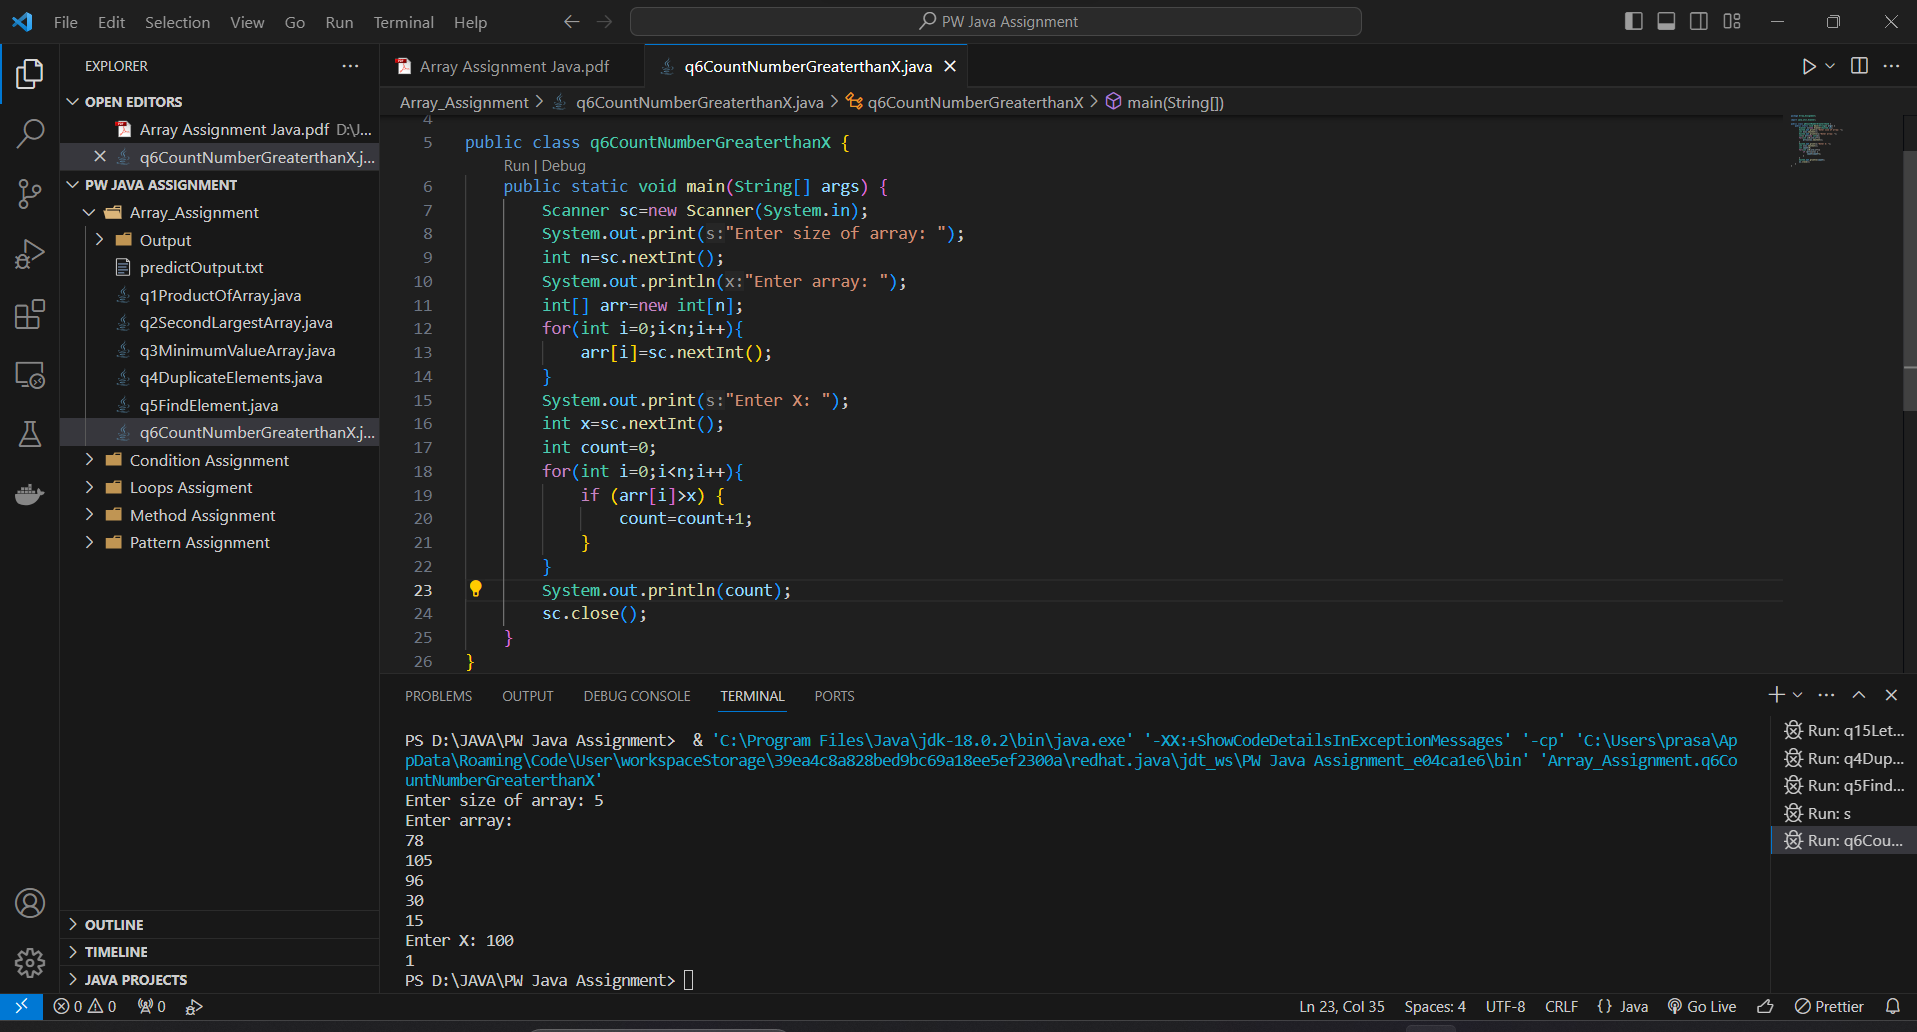 File Edit Selection View Go Run Terminal Help
PW Java Assignment
EXPLORER
OPEN EDITORS
Array Assignment Java.pdf D:\J...
q6CountNumberGreaterthanX.j...
PW JAVA ASSIGNMENT
Array_Assignment
Output
predictOutput.txt
q1ProductOfArray.java
q2SecondLargestArray.java
q3MinimumValueArray.java
q4DuplicateElements.java
q5FindElement.java
q6CountNumberGreaterthanX.j...
Condition Assignment
Loops Assigment
Method Assignment
Pattern Assignment
OUTLINE
TIMELINE
JAVA PROJECTS
Array Assignment Java.pdf
q6CountNumberGreaterthanX.java
Array_Assignment > q6CountNumberGreaterthanX.java > q6CountNumberGreaterthanX > main(String[])
4
5 public class q6CountNumberGreaterthanX {
Run | Debug
6 public static void main(String[] args) {
7 Scanner sc=new Scanner(System.in);
8 System.out.print(s:"Enter size of array: ");
9 int n=sc.nextInt();
10 System.out.println(x:"Enter array: ");
11 int[] arr=new int[n];
12 for(int i=0;i<n;i++){
13 arr[i]=sc.nextInt();
14 }
15 System.out.print(s:"Enter X: ");
16 int x=sc.nextInt();
17 int count=0;
18 for(int i=0;i<n;i++){
19 if (arr[i]>x) {
20 count=count+1;
21 }
22 }
23 System.out.println(count);
24 sc.close();
25 }
26 }
PROBLEMS OUTPUT DEBUG CONSOLE TERMINAL PORTS
PS D:\JAVA\PW Java Assignment> & 'C:\Program Files\Java\jdk-18.0.2\bin\java.exe' '-XX:+ShowCodeDetailsInExceptionMessages' '-cp' 'C:\Users\prasa\Ap
pData\Roaming\Code\User\workspaceStorage\39ea4c8a828bed9bc69a18ee5ef2300a\redhat.java\jdt_ws\PW Java Assignment_e04ca1e6\bin' 'Array_Assignment.q6Co
untNumberGreaterthanX'
Enter size of array: 5
Enter array:
78
105
96
30
15
Enter X: 100
1
PS D:\JAVA\PW Java Assignment>
Run: q15Let...
Run: q4Dup...
Run: q5Find...
Run: s
Run: q6Cou...
0 0 0
Ln 23, Col 35 Spaces: 4 UTF-8 CRLF {} Java Go Live Prettier